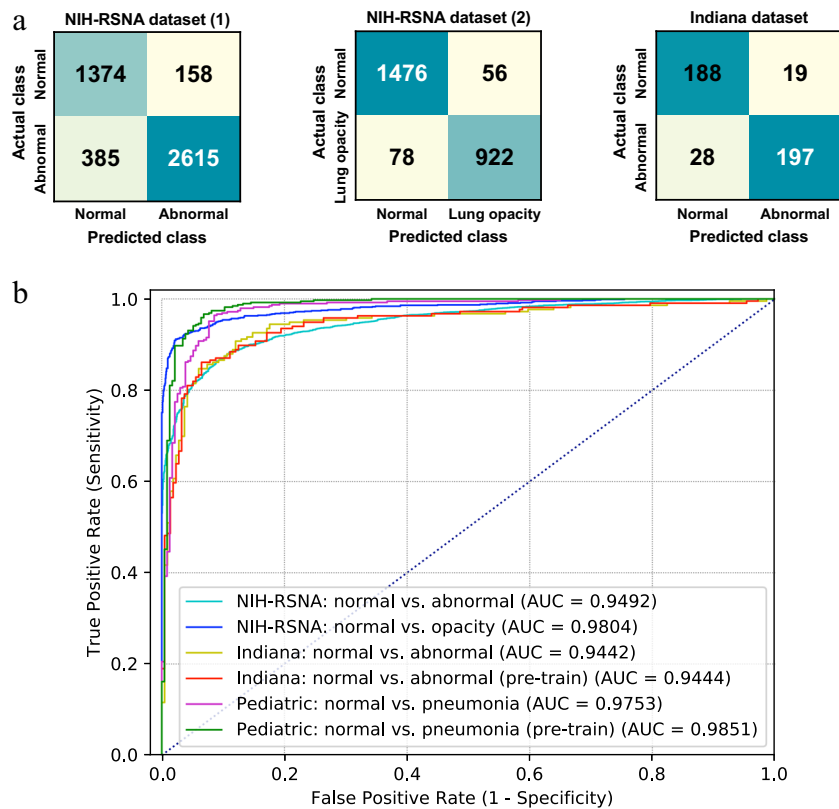 a
NIH-RSNA dataset (1)
Actual class
Normal
Abnormal
1374 158
385 2615
Normal Abnormal
Predicted class
NIH-RSNA dataset (2)
Actual class
Normal
Lung opacity
1476 56
78 922
Normal Lung opacity
Predicted class
Indiana dataset
Actual class
Normal
Abnormal
188 19
28 197
Normal Abnormal
Predicted class
b
True Positive Rate (Sensitivity)
1.0
0.8
0.6
0.4
0.2
0.0
NIH-RSNA: normal vs. abnormal (AUC = 0.9492)
NIH-RSNA: normal vs. opacity (AUC = 0.9804)
Indiana: normal vs. abnormal (AUC = 0.9442)
Indiana: normal vs. abnormal (pre-train) (AUC = 0.9444)
Pediatric: normal vs. pneumonia (AUC = 0.9753)
Pediatric: normal vs. pneumonia (pre-train) (AUC = 0.9851)
0.0 0.2 0.4 0.6 0.8 1.0
False Positive Rate (1 - Specificity)